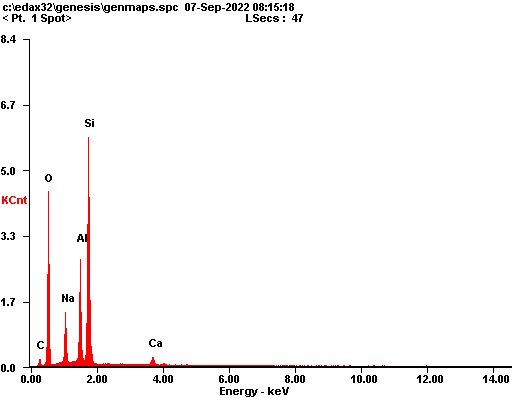 c:\edax32\genesis\genmaps.spc 07-Sep-2022 08:15:18
< Pt. 1 Spot> LSecs : 47
8.4
6.7
5.0
KCnt
3.3
1.7
0.0
C
O
Na
Al
Si
Ca
0.00 2.00 4.00 6.00 8.00 10.00 12.00 14.00
Energy - keV